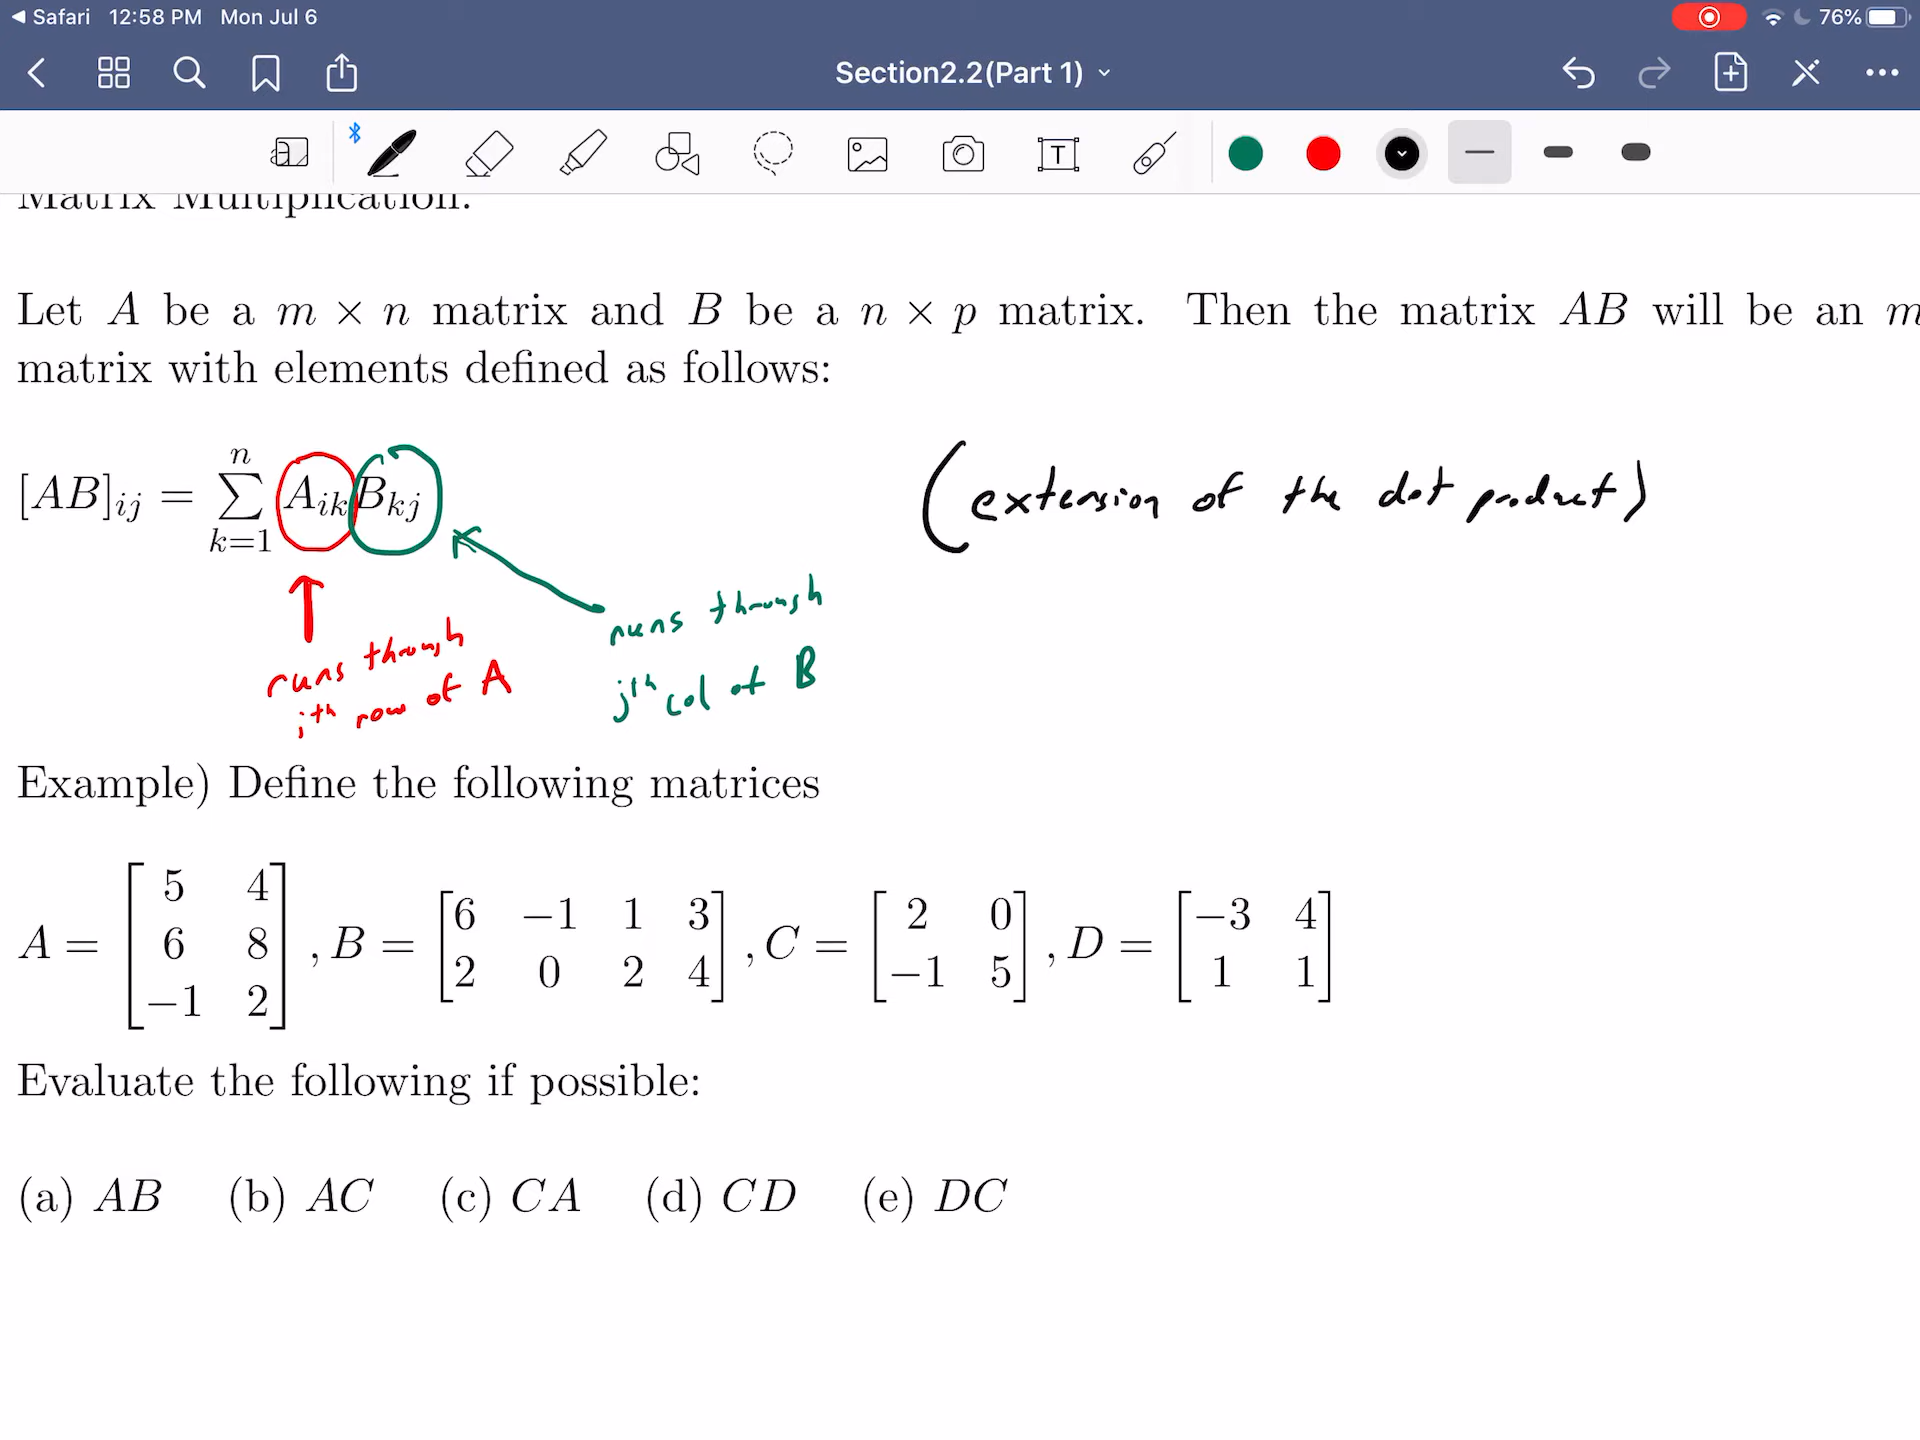 Safari 12:58 PM Mon Jul 6 76%
Section2.2(Part 1)
T
Matrix Multiplication.
Let A be a m × n matrix and B be a n × p matrix. Then the matrix AB will be an m
matrix with elements defined as follows:
[AB]ij = ∑ k=1 n Aik Bkj
(extension of the dot product)
runs through
ith row of A
runs through
jth col of B
Example) Define the following matrices
A = [5 4; 6 8; −1 2], B = [6 −1 1 3; 2 0 2 4], C = [2 0; −1 5], D = [−3 4; 1 1]
Evaluate the following if possible:
(a) AB (b) AC (c) CA (d) CD (e) DC